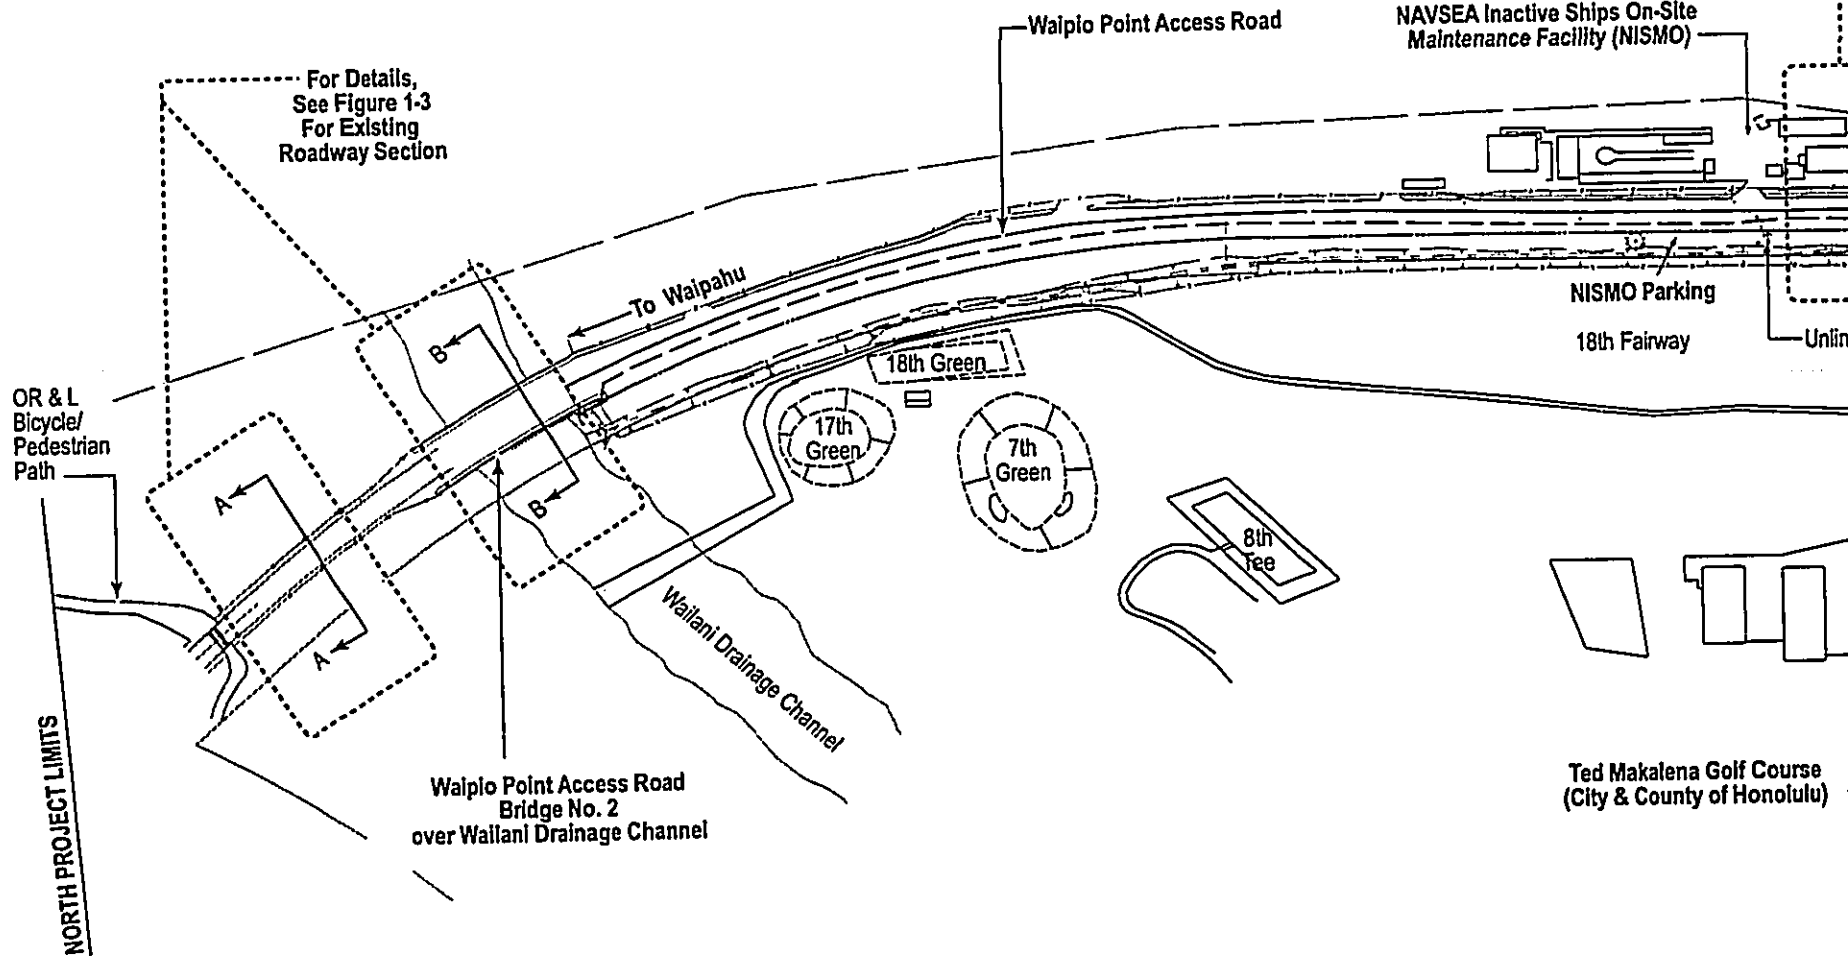 Waipio Point Access Road
NAVSEA Inactive Ships On-Site
Maintenance Facility (NISMO)
For Details,
See Figure 1-3
For Existing
Roadway Section
To Waipahu
NISMO Parking
18th Fairway
Unlin
B
B
18th Green
17th
Green
7th
Green
8th
Tee
OR & L
Bicycle/
Pedestrian
Path
A
A
Wailani Drainage Channel
NORTH PROJECT LIMITS
Waipio Point Access Road
Bridge No. 2
over Wailani Drainage Channel
Ted Makalena Golf Course
(City & County of Honolulu)